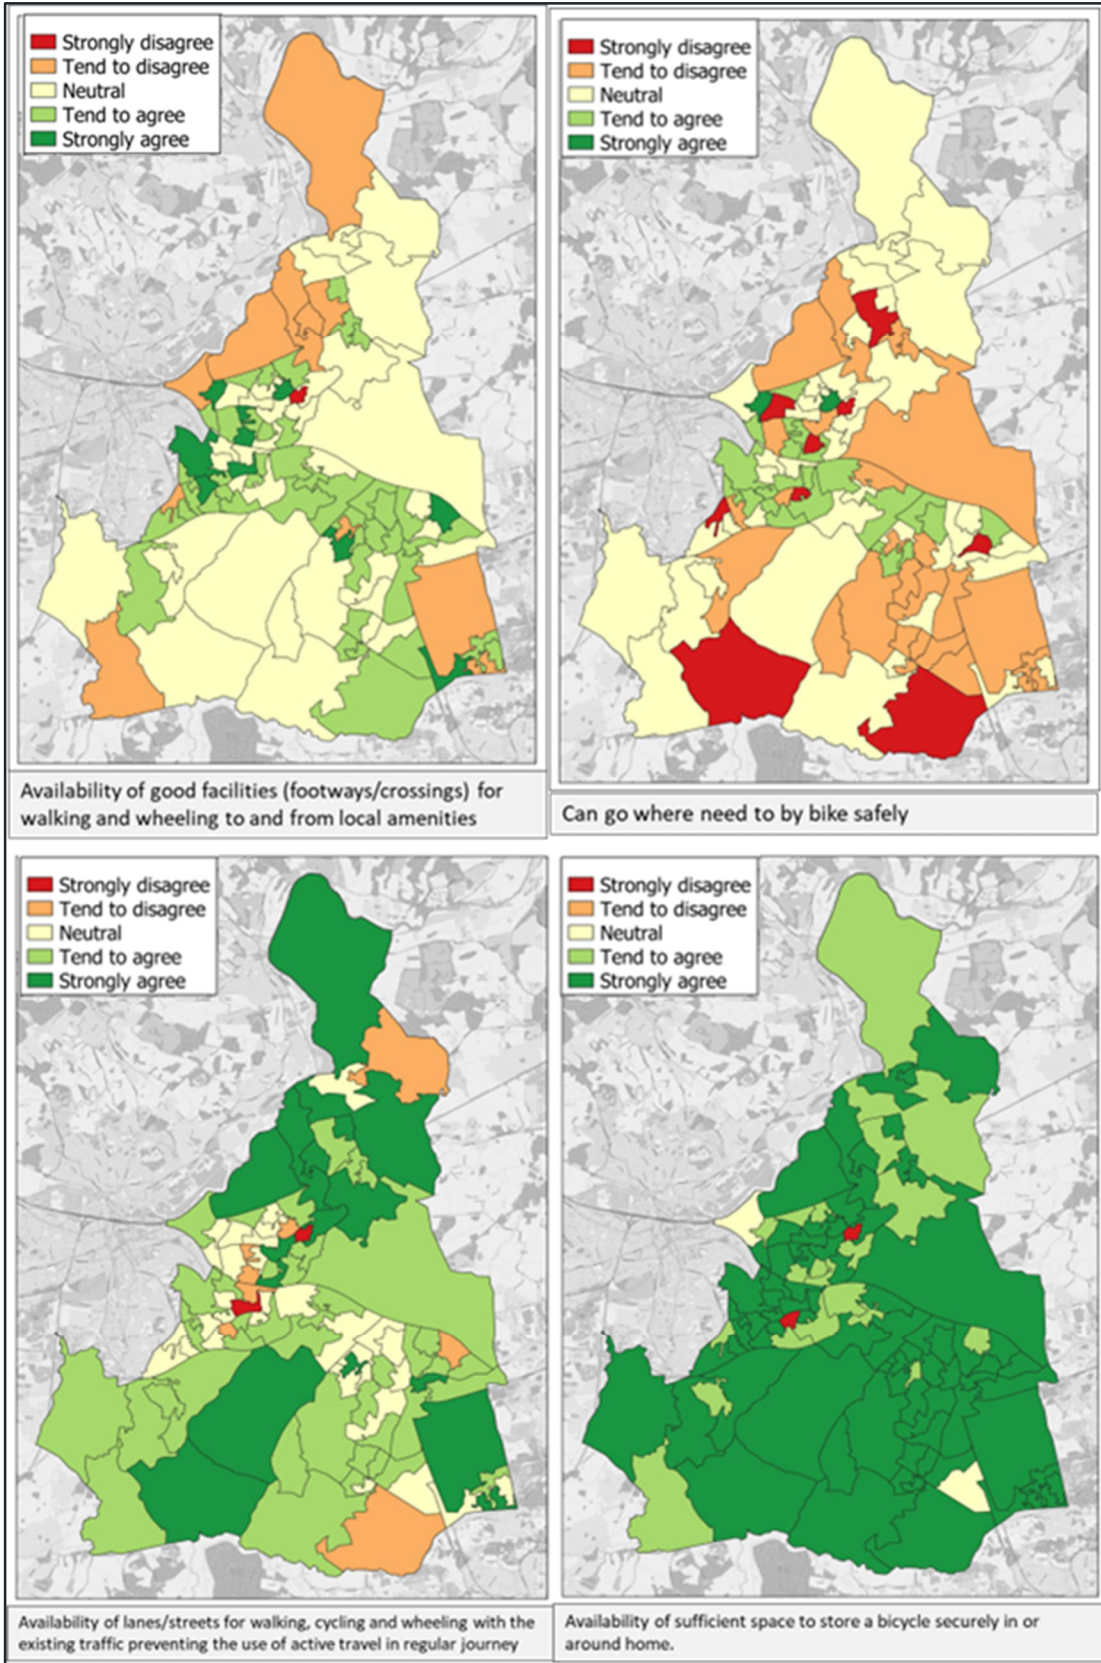 Strongly disagree
Tend to disagree
Neutral
Tend to agree
Strongly agree
Strongly disagree
Tend to disagree
Neutral
Tend to agree
Strongly agree
Availability of good facilities (footways/crossings) for
walking and wheeling to and from local amenities
Can go where need to by bike safely
Strongly disagree
Tend to disagree
Neutral
Tend to agree
Strongly agree
Strongly disagree
Tend to disagree
Neutral
Tend to agree
Strongly agree
Availability of lanes/streets for walking, cycling and wheeling with the
existing traffic preventing the use of active travel in regular journey
Availability of sufficient space to store a bicycle securely in or
around home.